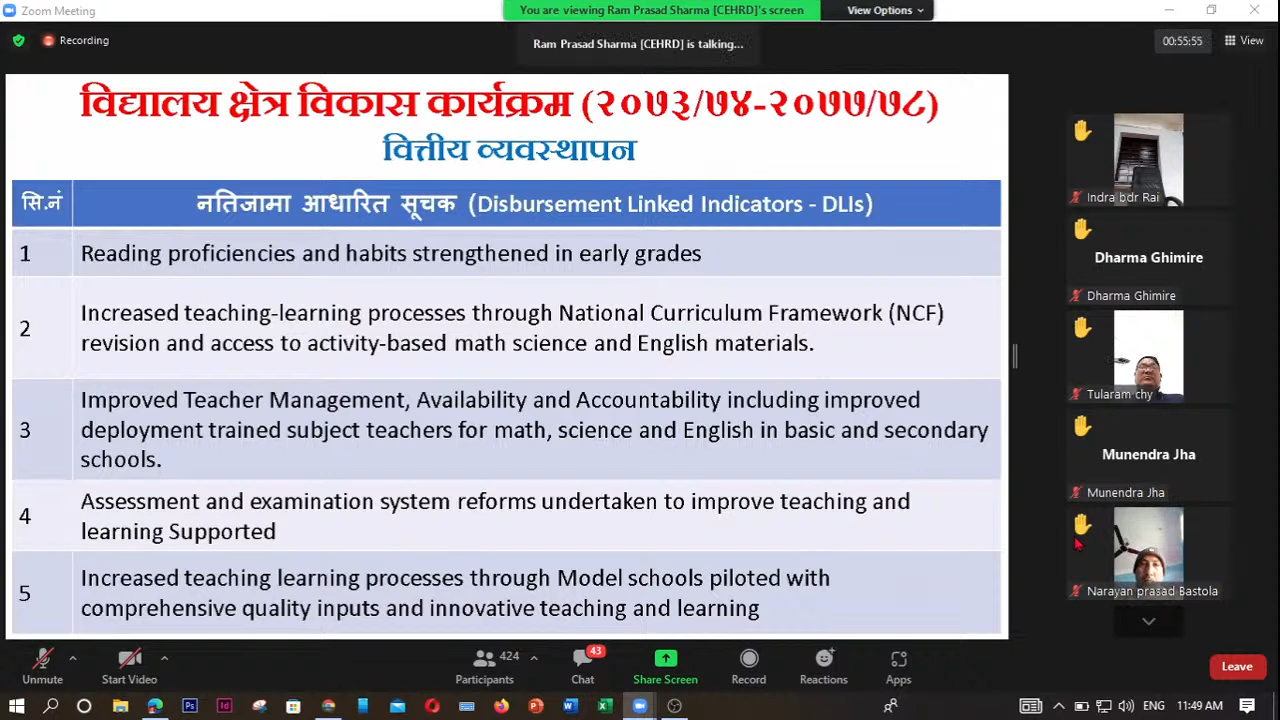 Zoom Meeting
You are viewing Ram Prasad Sharma [CEHRD]'s screen
View Options
Recording
Ram Prasad Sharma [CEHRD] is talking...
00:55:55
View
विद्यालय क्षेत्र विकास कार्यक्रम (२०७३/७४-२०७७/७८)
वित्तीय व्यवस्थापन
सि.नं नतिजामा आधारित सूचक (Disbursement Linked Indicators - DLIs)
1 Reading proficiencies and habits strengthened in early grades
2 Increased teaching-learning processes through National Curriculum Framework (NCF)
revision and access to activity-based math science and English materials.
3 Improved Teacher Management, Availability and Accountability including improved
deployment trained subject teachers for math, science and English in basic and secondary
schools.
4 Assessment and examination system reforms undertaken to improve teaching and
learning Supported
5 Increased teaching learning processes through Model schools piloted with
comprehensive quality inputs and innovative teaching and learning
Indra bdr Rai
Dharma Ghimire
Dharma Ghimire
Tularam chy
Munendra Jha
Munendra Jha
Narayan prasad Bastola
Unmute
Start Video
424
Participants
43
Chat
Share Screen
Record
Reactions
Apps
Leave
ENG 11:49 AM